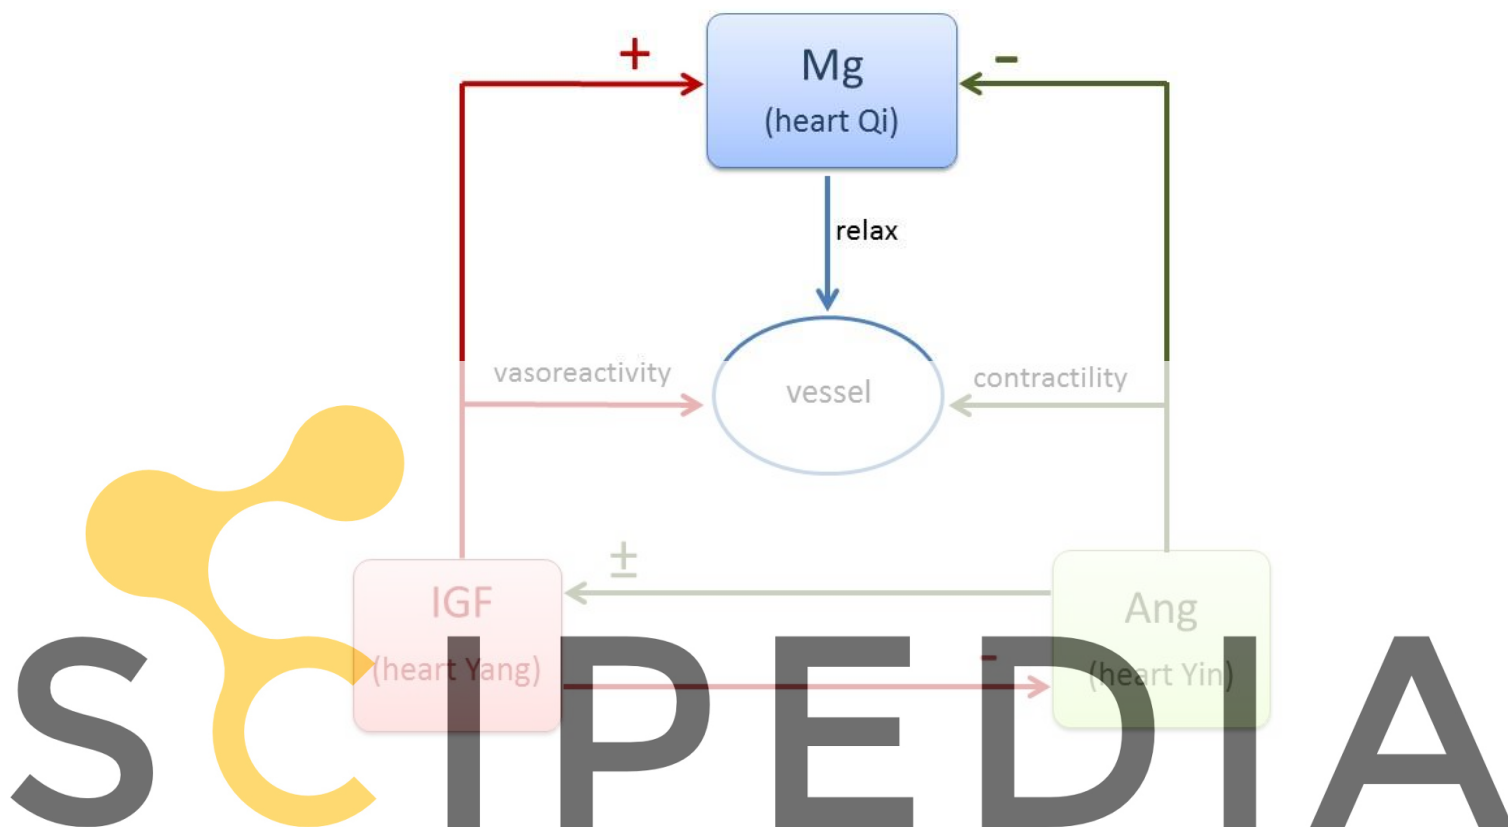 +
Mg
-
(heart Qi)
relax
vasoreactivity
vessel
contractility
±
IGF
Ang
-
(heart Yang)
(heart Yin)
SCIPEDIA